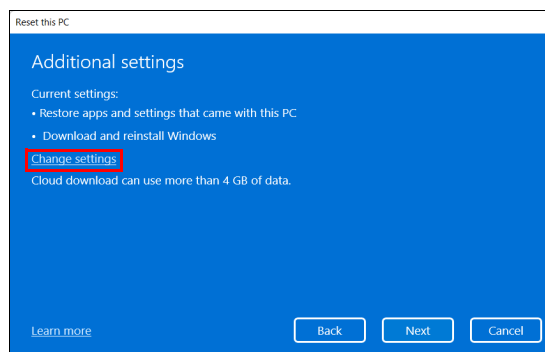 Reset this PC
Additional settings
Current settings:
• Restore apps and settings that came with this PC
• Download and reinstall Windows
Change settings
Cloud download can use more than 4 GB of data.
Learn more
Back
Next
Cancel